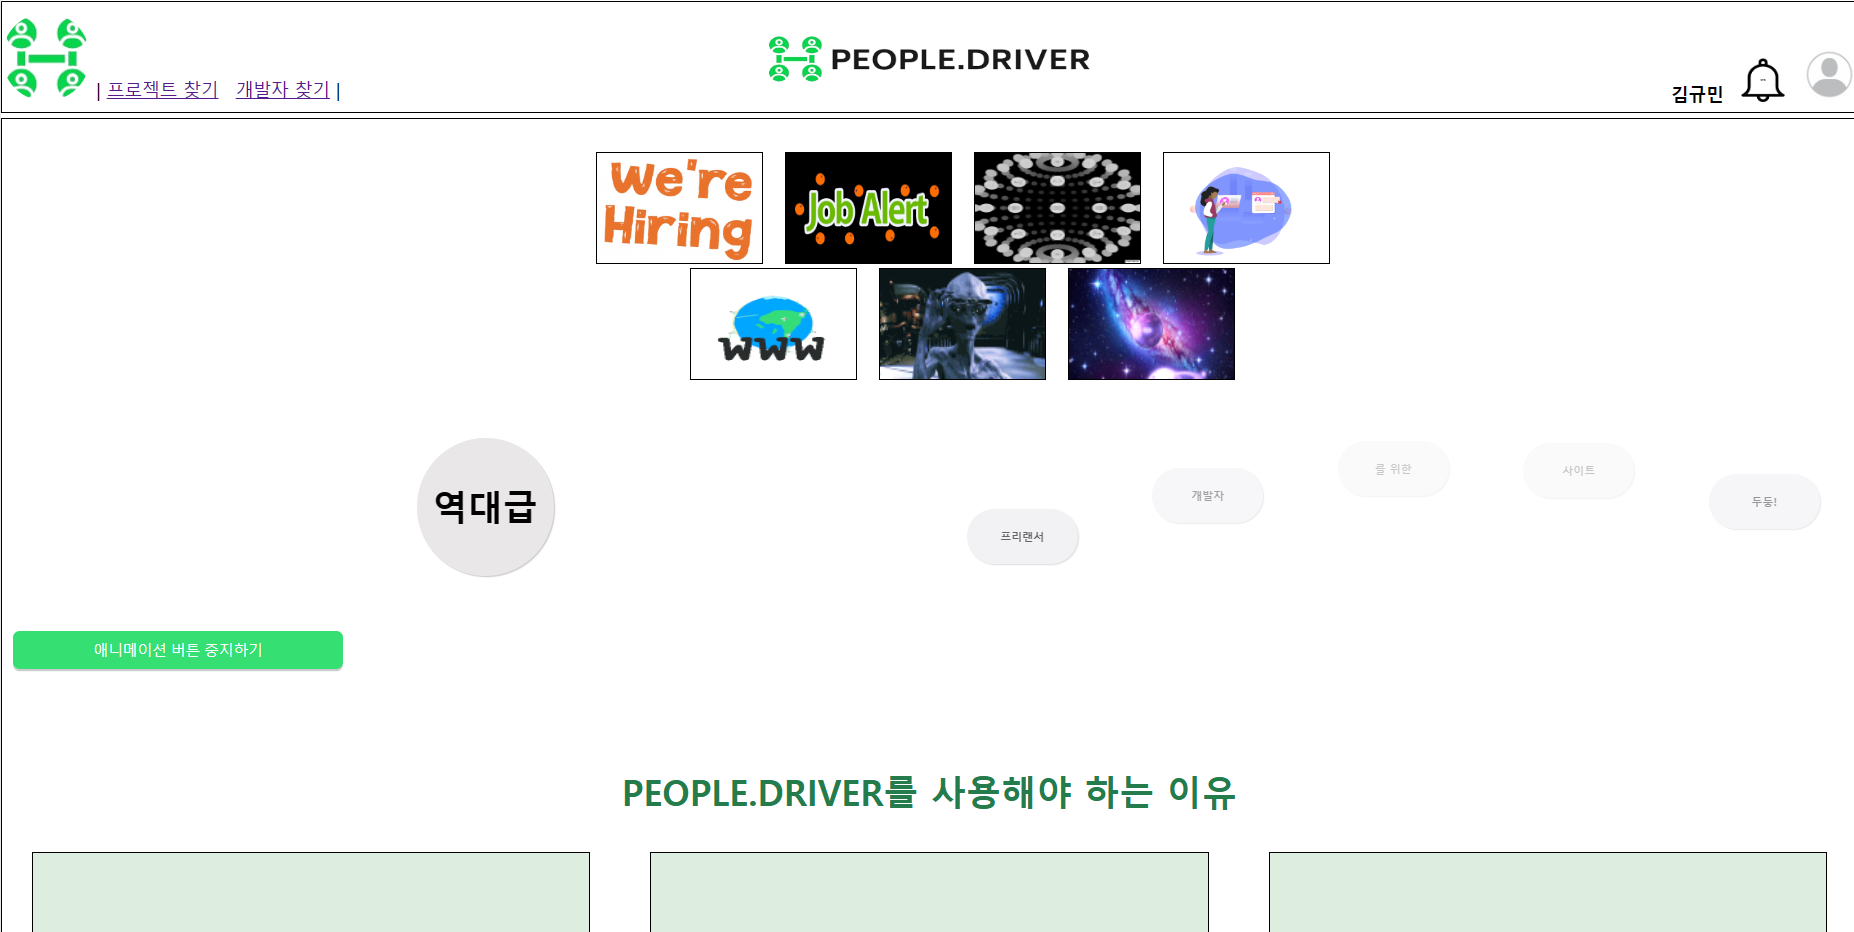 | 프로젝트 찾기 개발자 찾기 |
PEOPLE.DRIVER
김규민
We're
Hiring
Job Alert
WWW
역대급
프리랜서
개발자
를 위한
사이트
두둥!
애니메이션 버튼 중지하기
PEOPLE.DRIVER를 사용해야 하는 이유